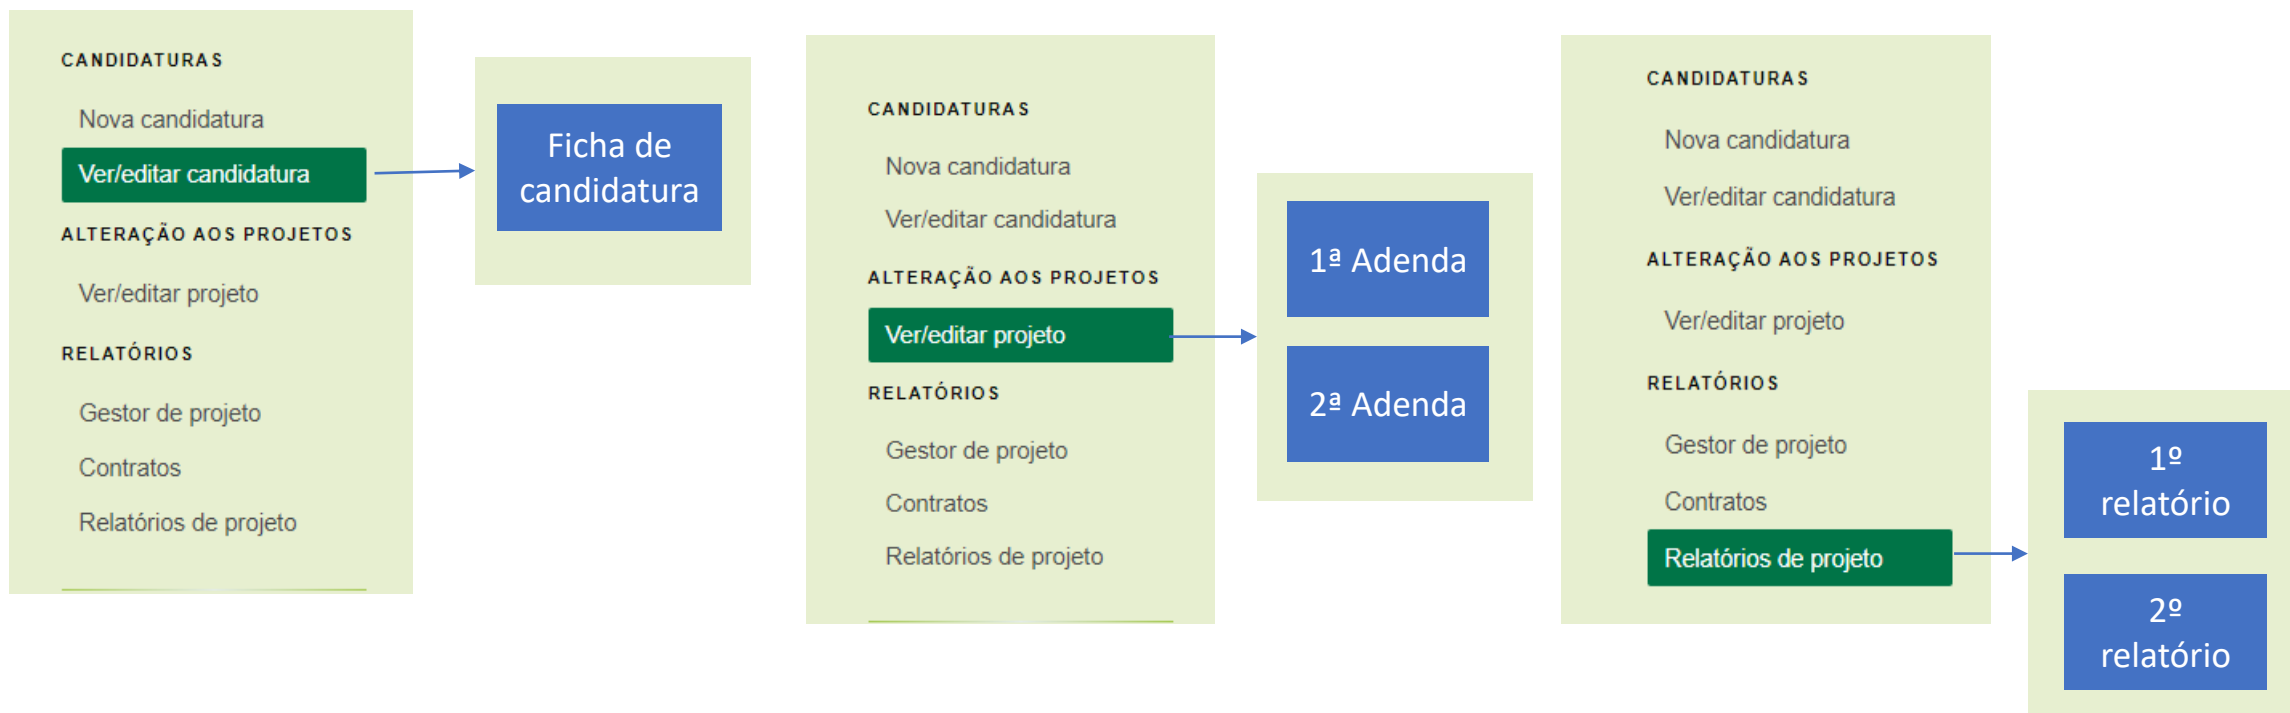 CANDIDATURAS
Nova candidatura
Ver/editar candidatura
ALTERAÇÃO AOS PROJETOS
Ver/editar projeto
RELATÓRIOS
Gestor de projeto
Contratos
Relatórios de projeto
Ficha de
candidatura
CANDIDATURAS
Nova candidatura
Ver/editar candidatura
ALTERAÇÃO AOS PROJETOS
Ver/editar projeto
RELATÓRIOS
Gestor de projeto
Contratos
Relatórios de projeto
1ª Adenda
2ª Adenda
CANDIDATURAS
Nova candidatura
Ver/editar candidatura
ALTERAÇÃO AOS PROJETOS
Ver/editar projeto
RELATÓRIOS
Gestor de projeto
Contratos
Relatórios de projeto
1º
relatório
2º
relatório